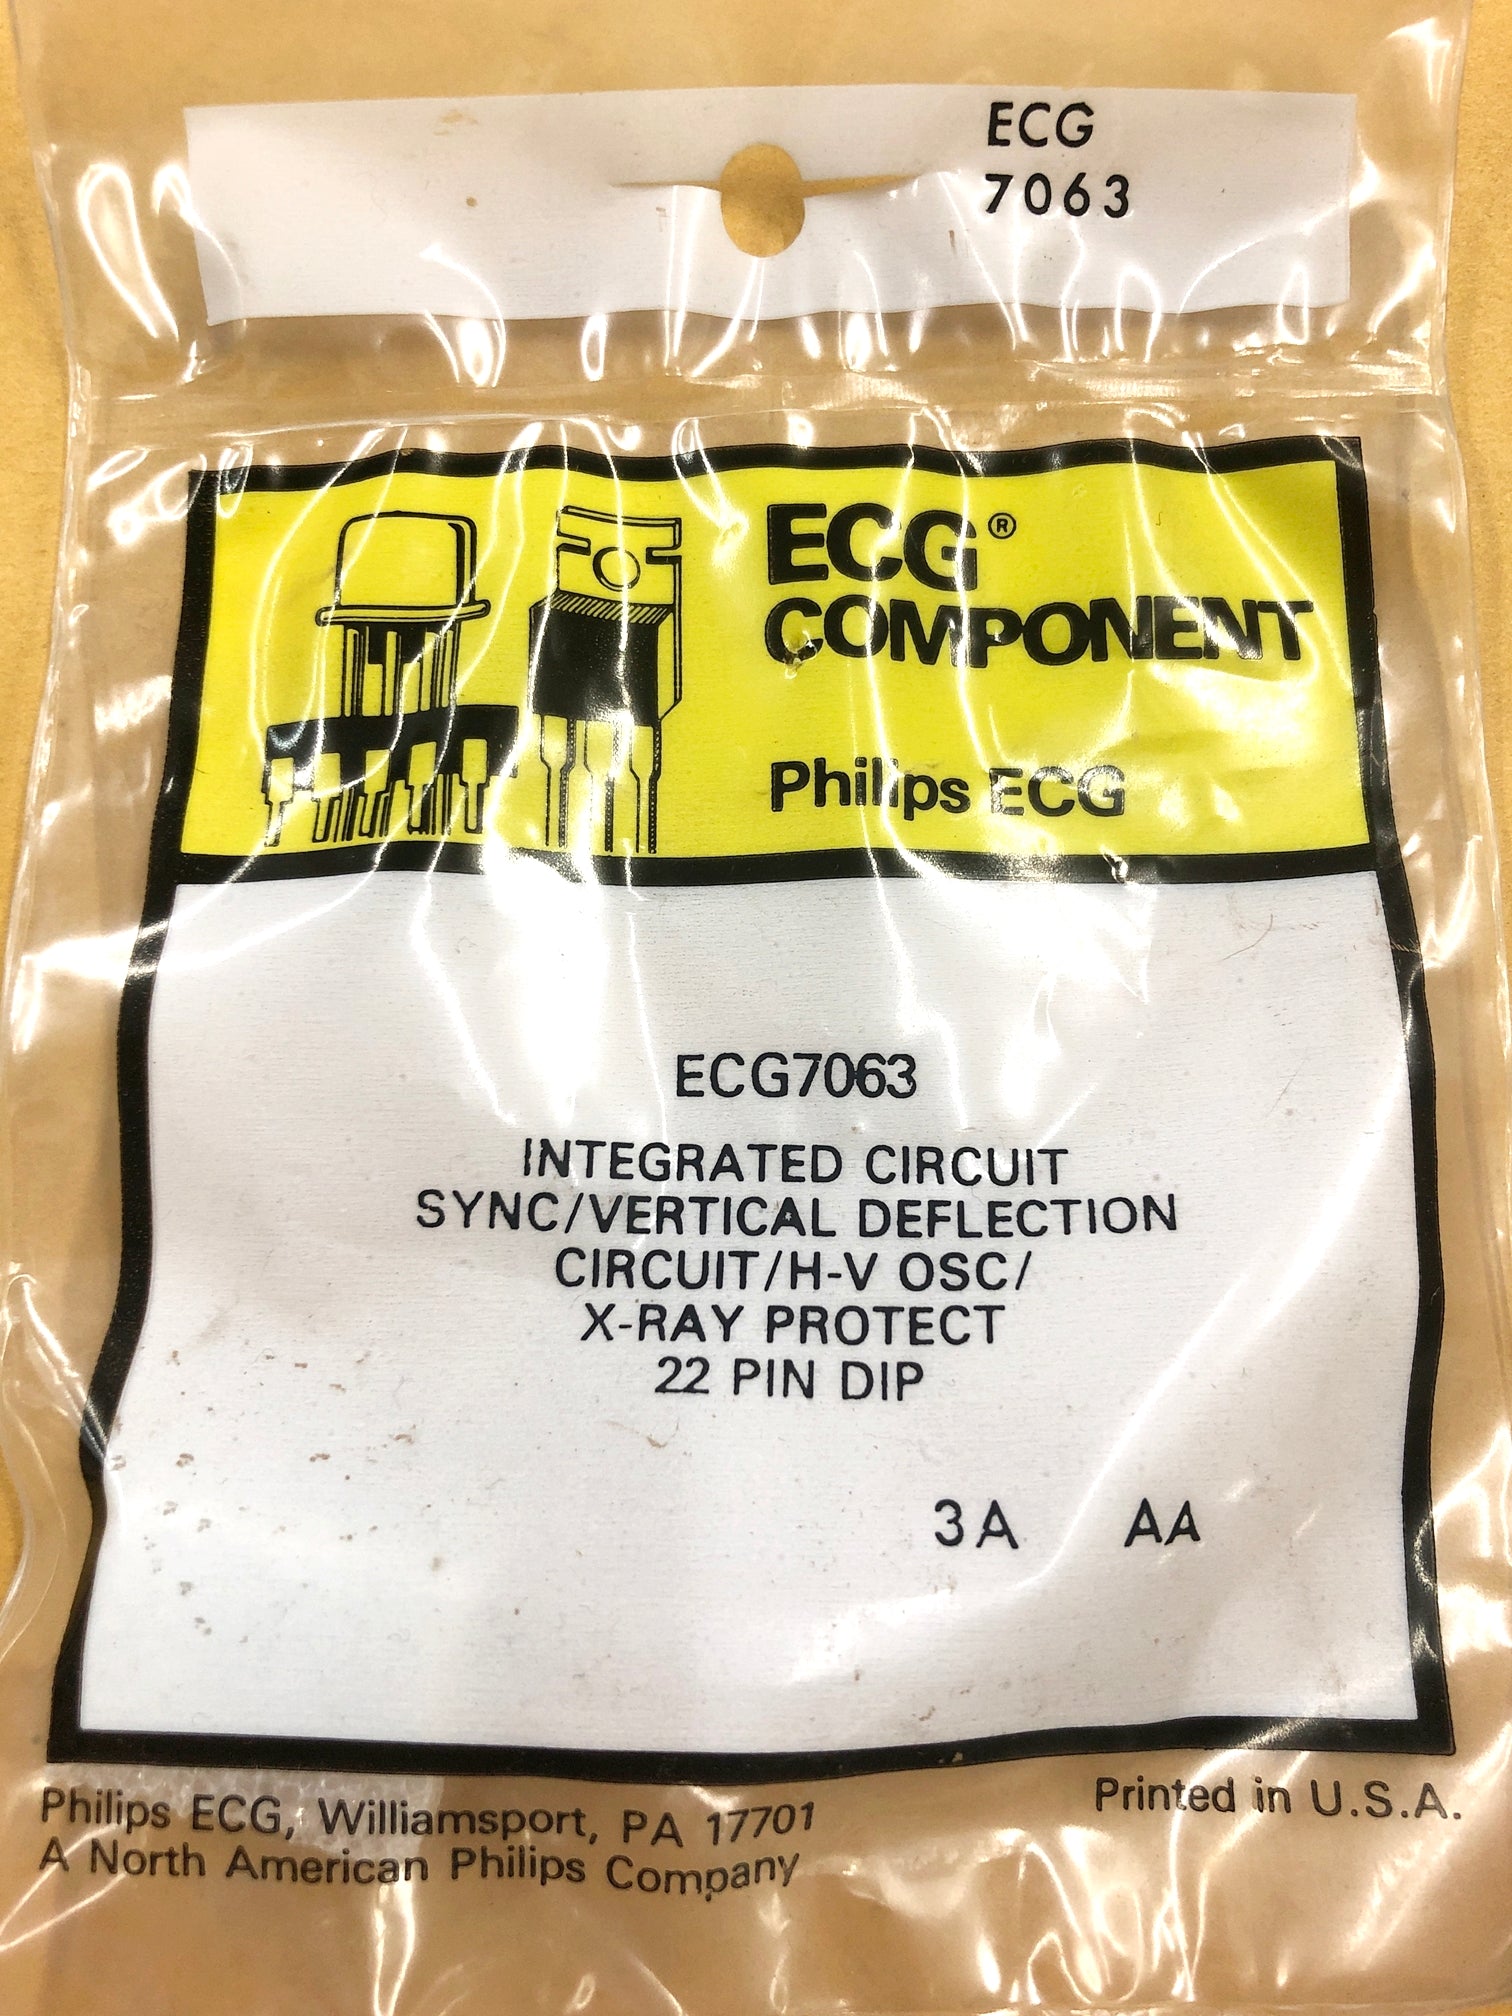 ECG
7063
ECG®
COMPONENT
Philips ECG
ECG7063
INTEGRATED CIRCUIT
SYNC/VERTICAL DEFLECTION
CIRCUIT/H-V OSC/
X-RAY PROTECT
22 PIN DIP
3A AA
Philips ECG, Williamsport, PA 17701
A North American Philips Company
Printed in U.S.A.